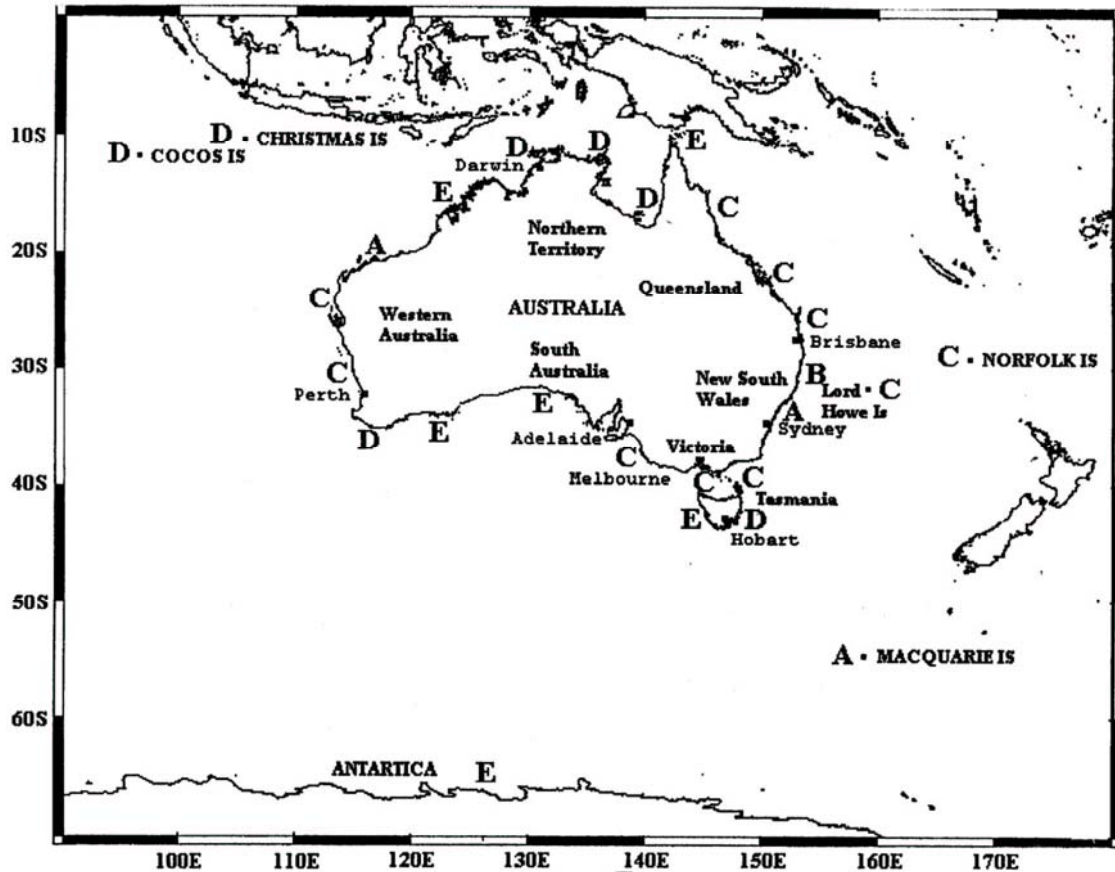 10S
20S
30S
40S
50S
60S
D CHRISTMAS IS
D COCOS IS
D
D
E
Darwin
E
D
C
Northern
Territory
A
C
Queensland
C
Western
Australia
AUSTRALIA
C
Brisbane
South
Australia
C NORFOLK IS
C
Perth
New South
Wales
B
Lord
Howe Is
C
E
A
Sydney
D
E
Adelaide
Victoria
C
Melbourne
C
C
Tasmania
E
D
Hobart
A MACQUARIE IS
ANTARTICA
E
100E
110E
120E
130E
140E
150E
160E
170E